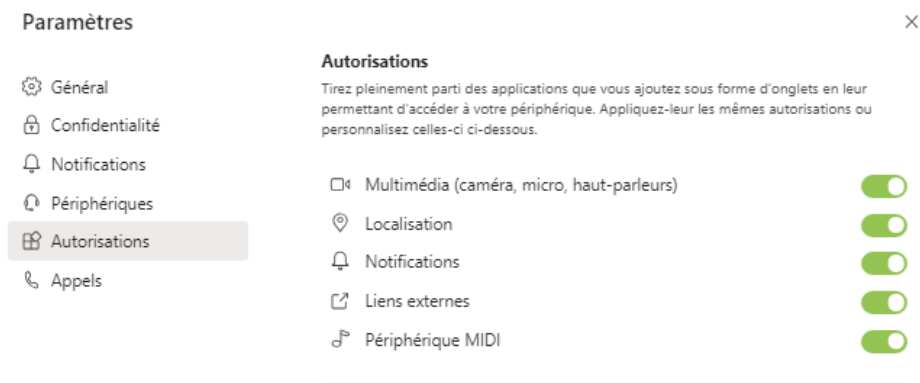 Paramètres
Général
Confidentialité
Notifications
Périphériques
Autorisations
Appels
Autorisations
Tirez pleinement parti des applications que vous ajoutez sous forme d'onglets en leur
permettant d'accéder à votre périphérique. Appliquez-leur les mêmes autorisations ou
personnalisez celles-ci ci-dessous.
Multimédia (caméra, micro, haut-parleurs)
Localisation
Notifications
Liens externes
Périphérique MIDI